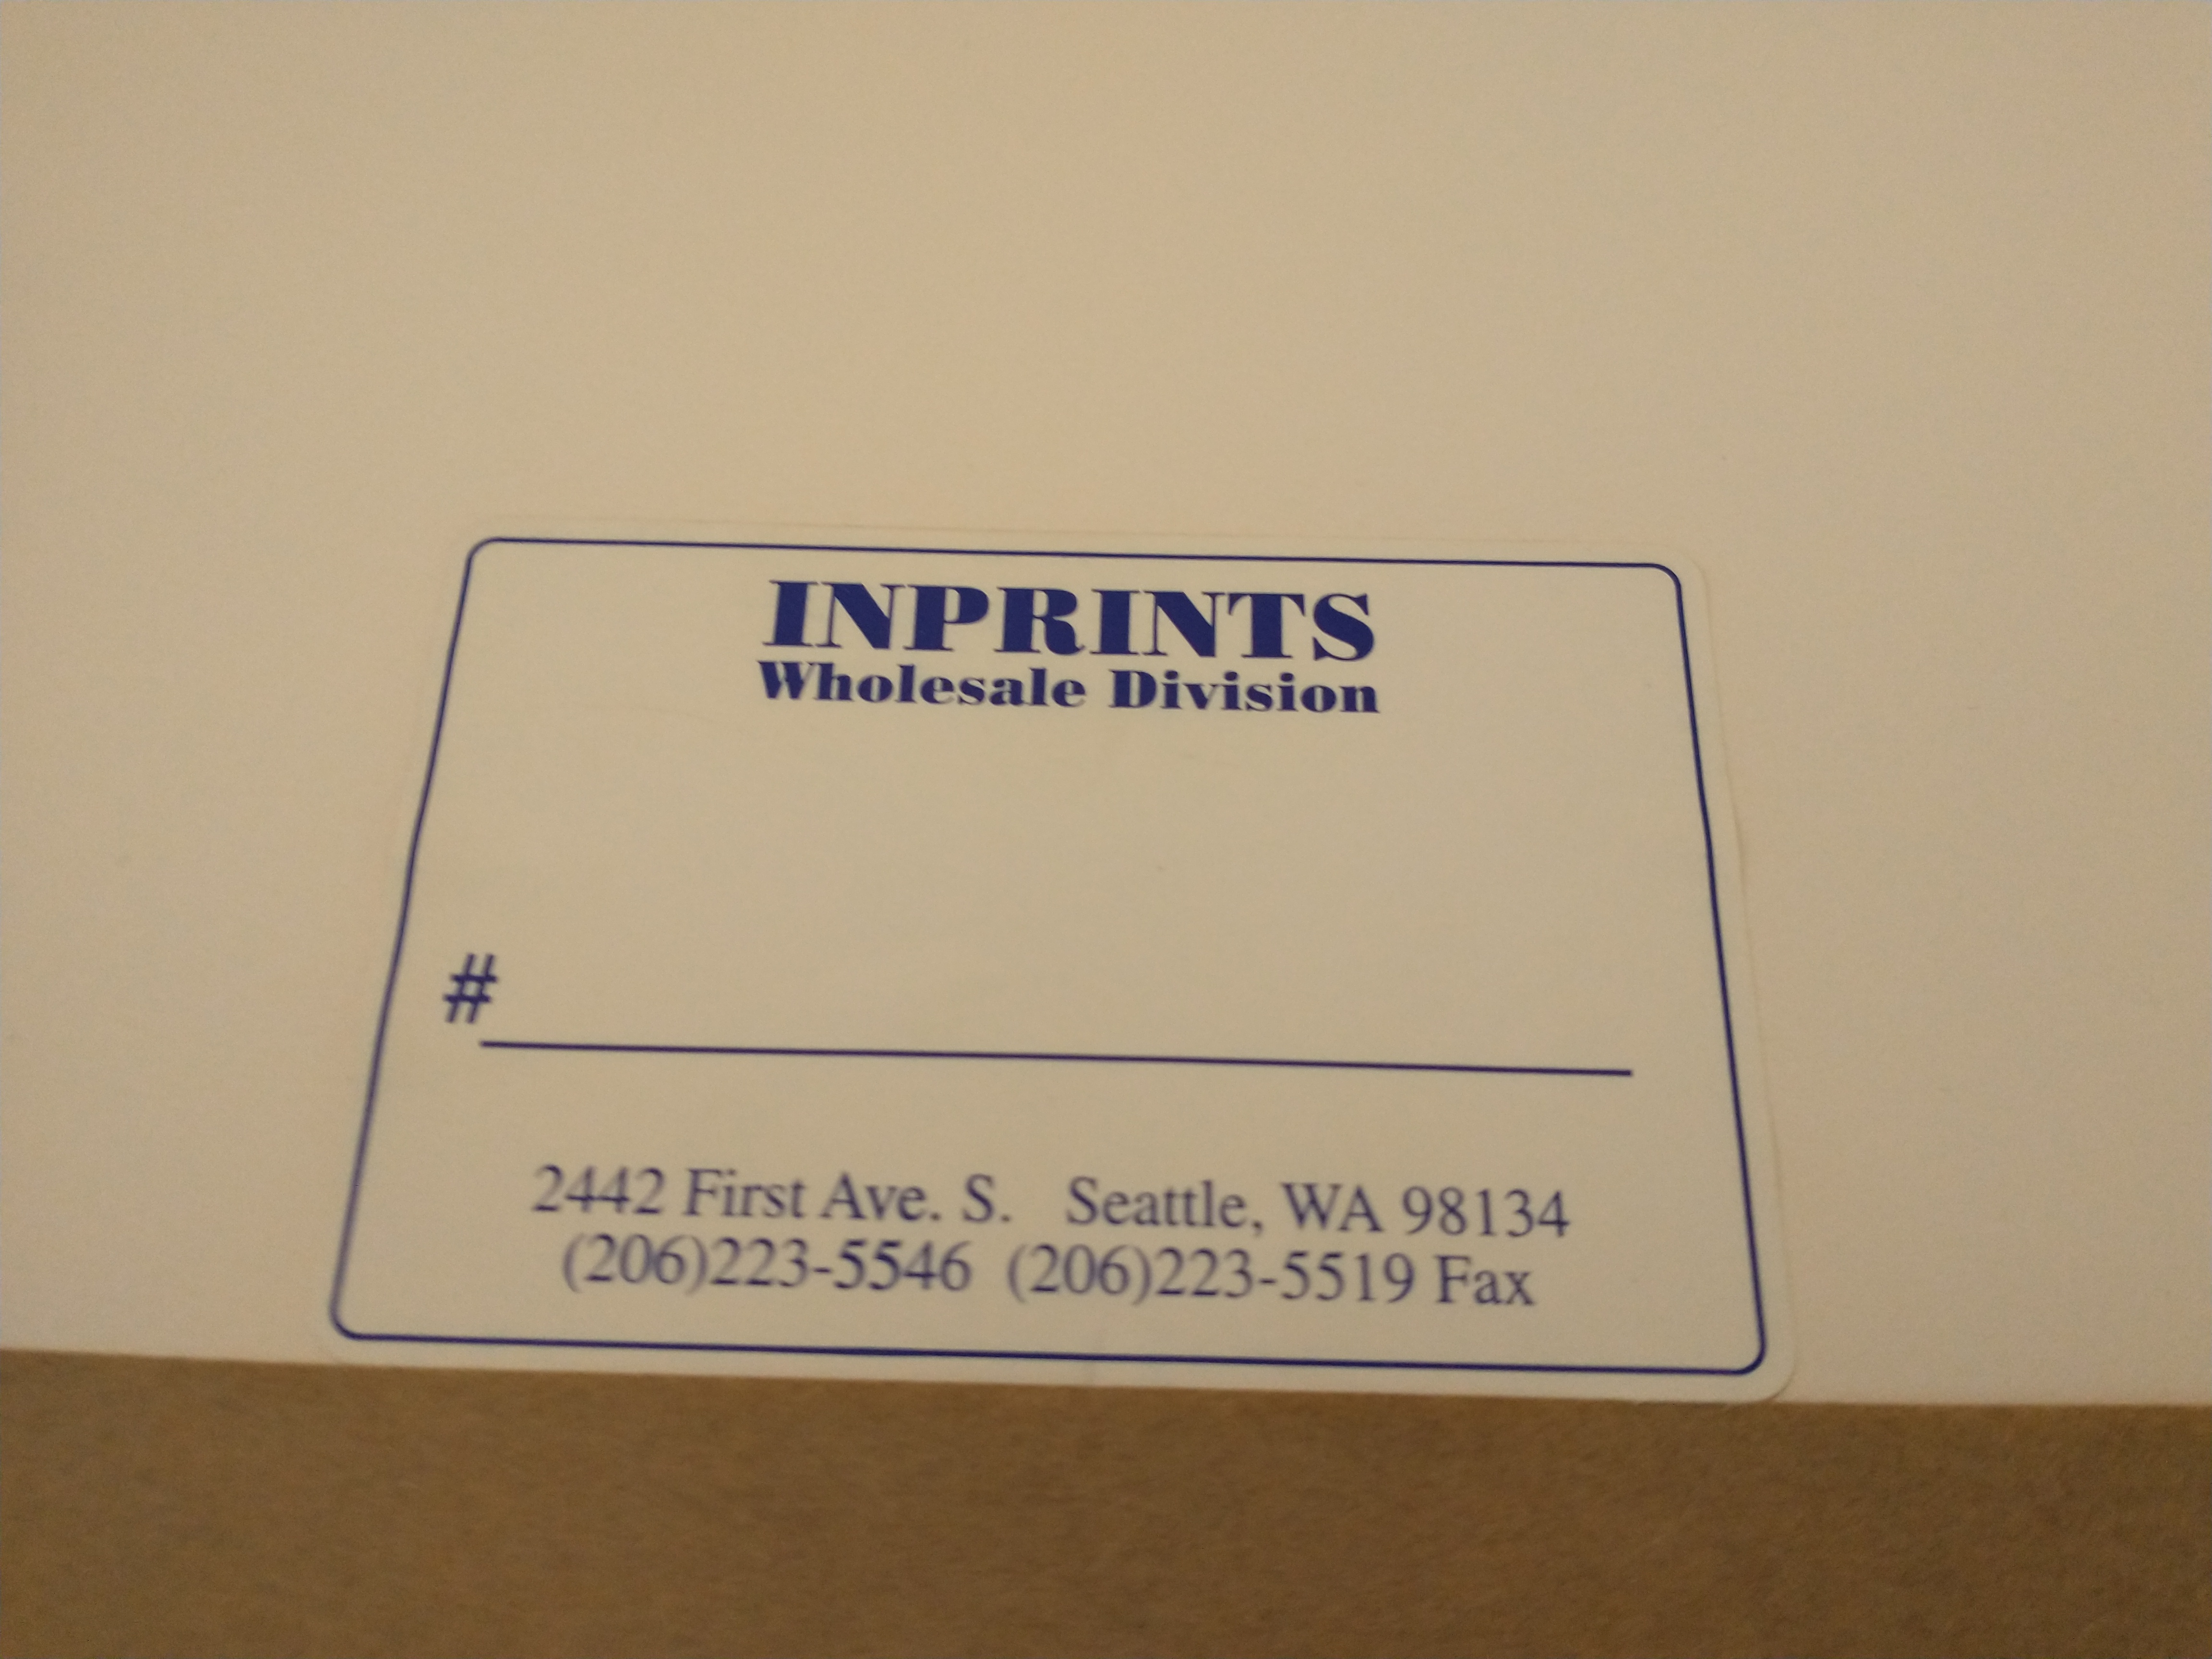 INPRINTS
Wholesale Division
#
2442 First Ave. S. Seattle, WA 98134
(206)223-5546 (206)223-5519 Fax